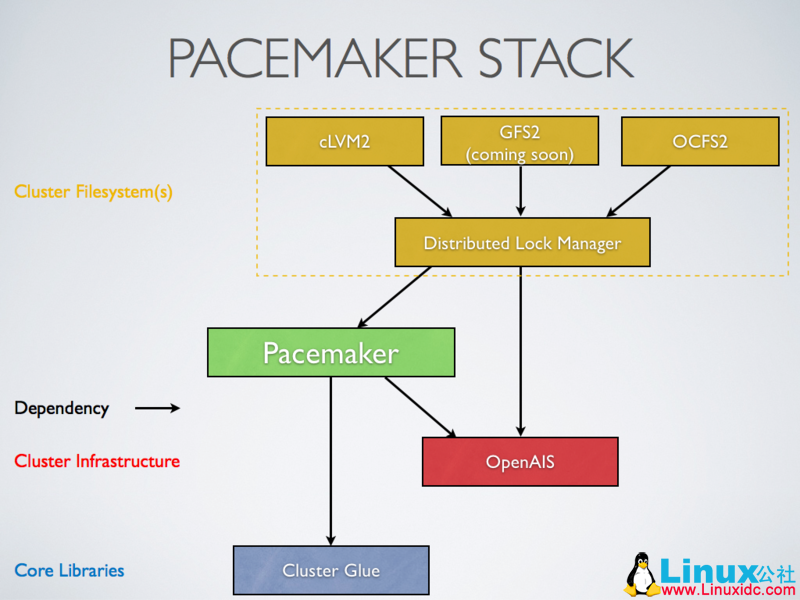 PACEMAKER STACK
cLVM2
GFS2
(coming soon)
OCFS2
Cluster Filesystem(s)
Distributed Lock Manager
Pacemaker
Dependency
Cluster Infrastructure
OpenAIS
Core Libraries
Cluster Glue
Linux公社
www.Linuxidc.com